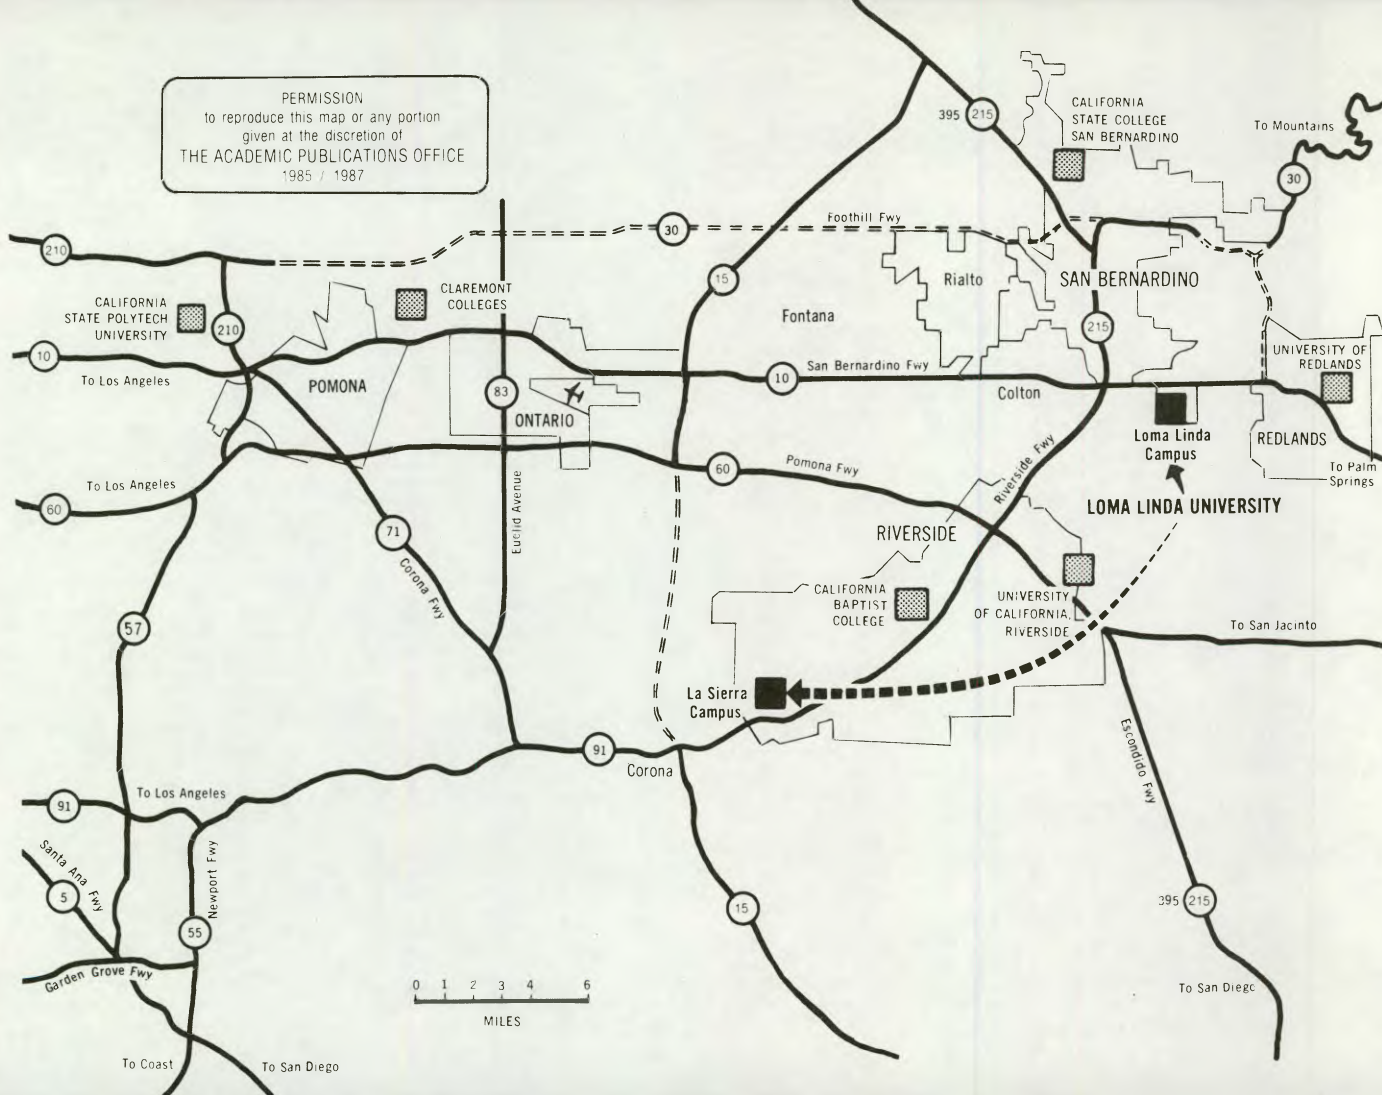 PERMISSION
to reproduce this map or any portion
given at the discretion of
THE ACADEMIC PUBLICATIONS OFFICE
1985 / 1987
395 215
CALIFORNIA
STATE COLLEGE
SAN BERNARDINO
To Mountains
30
210
30
Foothill Fwy
15
Rialto
SAN BERNARDINO
CLAREMONT
COLLEGES
CALIFORNIA
STATE POLYTECH
UNIVERSITY
210
Fontana
215
10
To Los Angeles
POMONA
83
ONTARIO
10
San Bernardino Fwy
Colton
UNIVERSITY OF
REDLANDS
Loma Linda
Campus
REDLANDS
To Palm
Springs
60
To Los Angeles
60
Pomona Fwy
Riverside Fwy
LOMA LINDA UNIVERSITY
71
Corona Fwy
Euclid Avenue
RIVERSIDE
CALIFORNIA
BAPTIST
COLLEGE
UNIVERSITY
OF CALIFORNIA,
RIVERSIDE
To San Jacinto
57
La Sierra
Campus
91
Corona
Escondido Fwy
91
To Los Angeles
Santa Ana Fwy
5
Newport Fwy
55
Garden Grove Fwy
15
395 215
To San Diego
0 1 2 3 4 6
MILES
To Coast
To San Diego